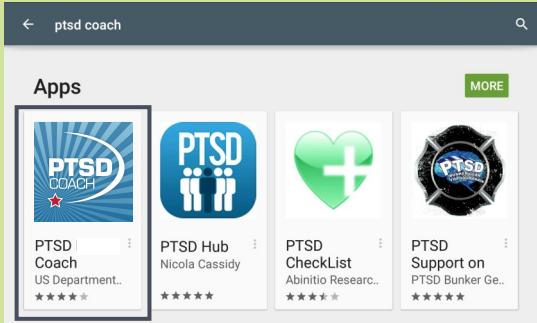 ptsd coach
Apps
MORE
PTSD
COACH
PTSD
PTSD
PTSD
Coach
US Department..
PTSD Hub
Nicola Cassidy
PTSD
CheckList
Abinitio Researc..
PTSD
Support on
PTSD Bunker Ge..